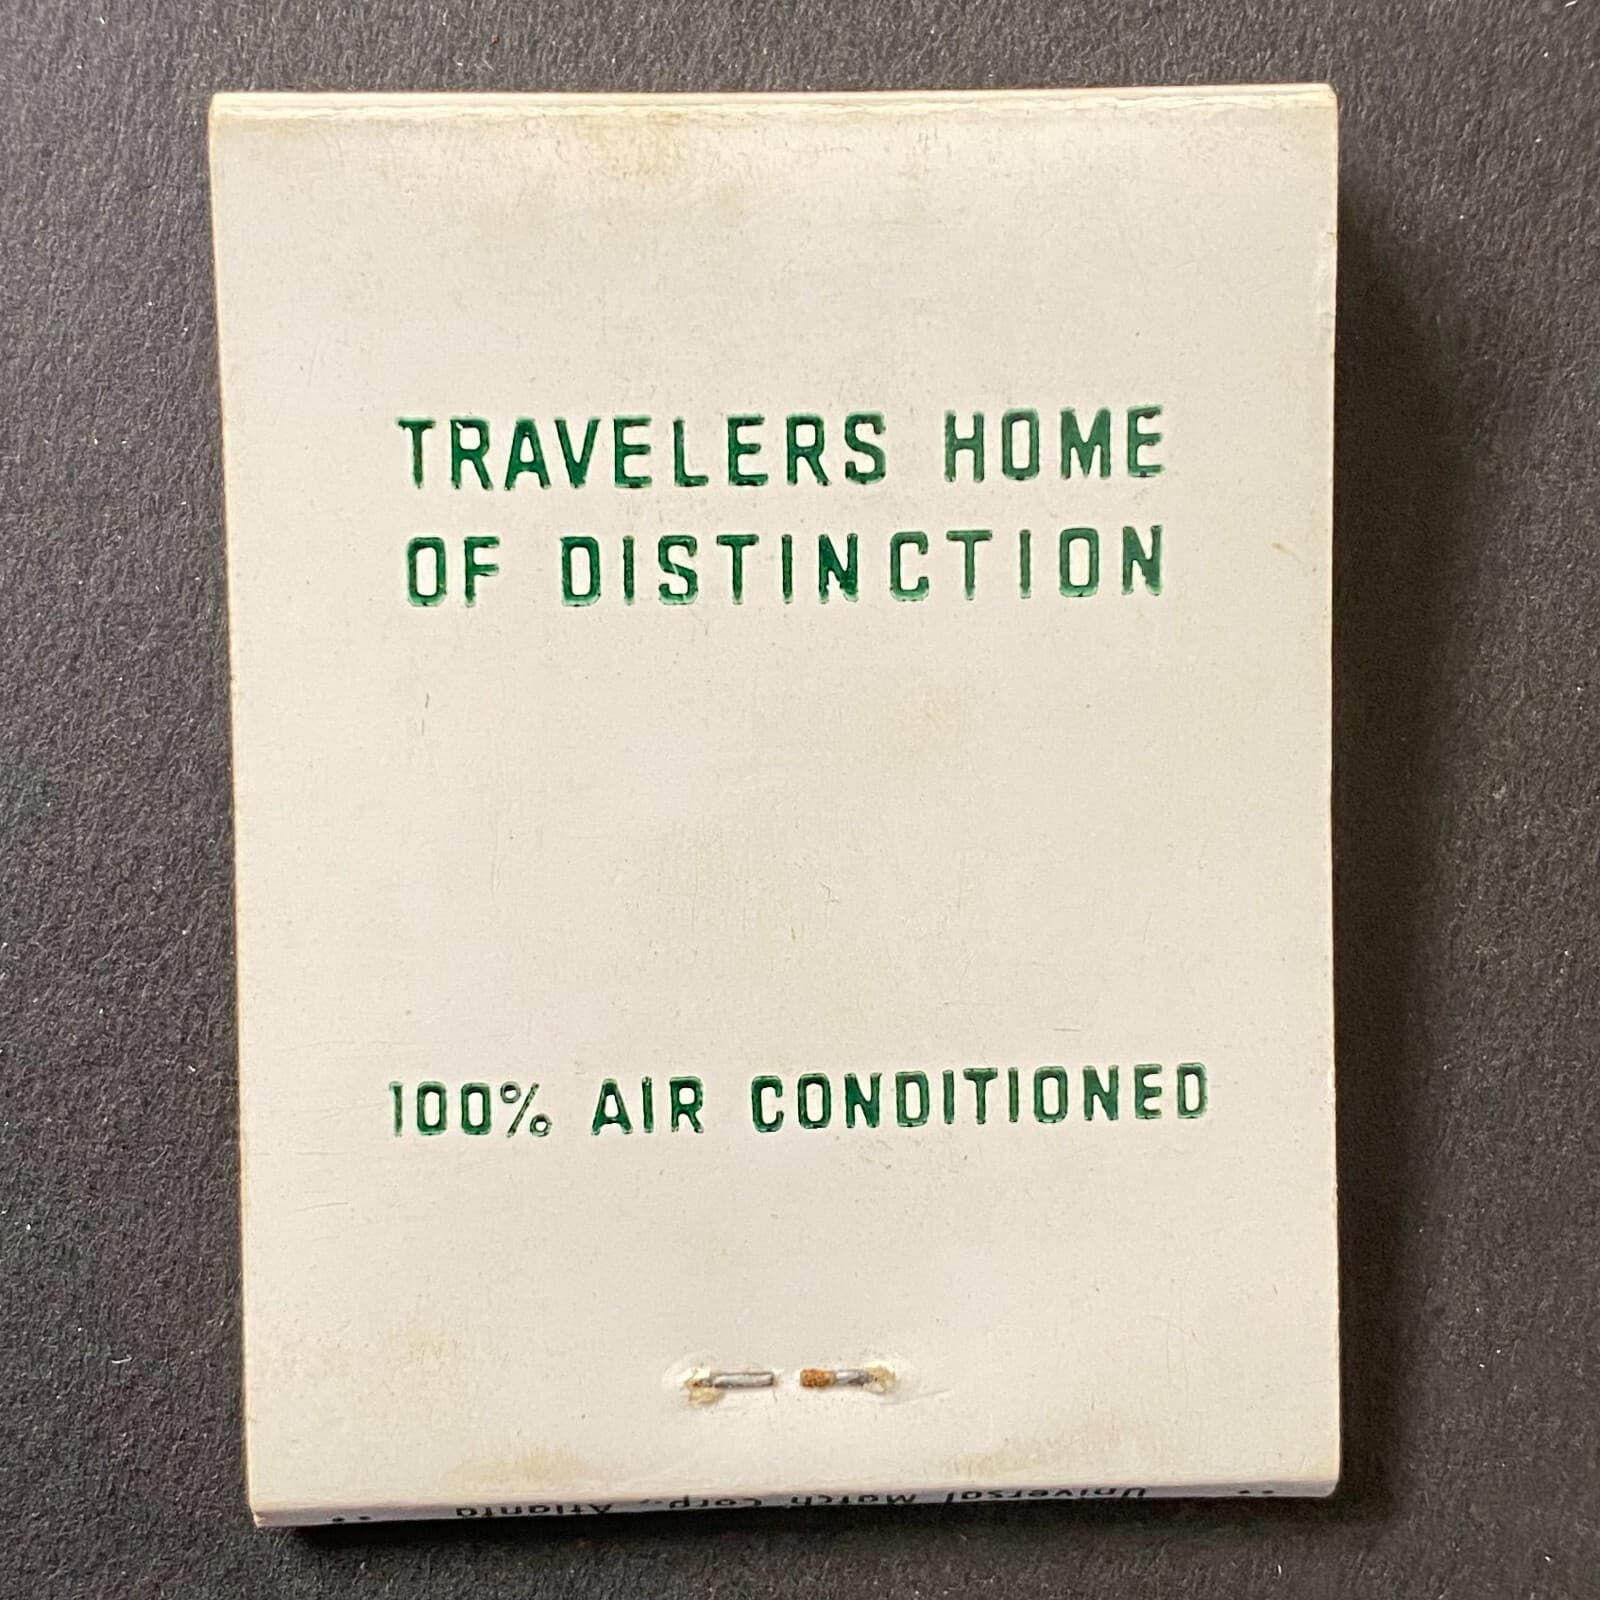 TRAVELERS HOME
OF DISTINCTION
100% AIR CONDITIONED
Universal Match Corp., Atlanta